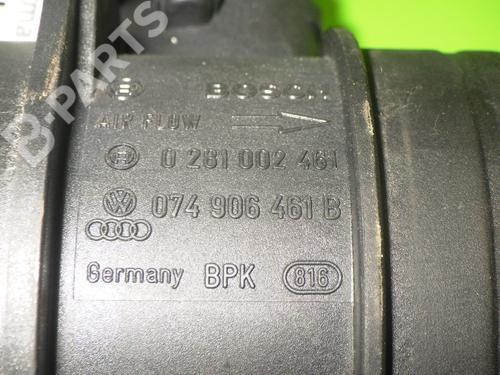 B-PARTS
BOSCH
AIR FLOW
0 281 002 461
074 906 461 B
Germany BPK 816